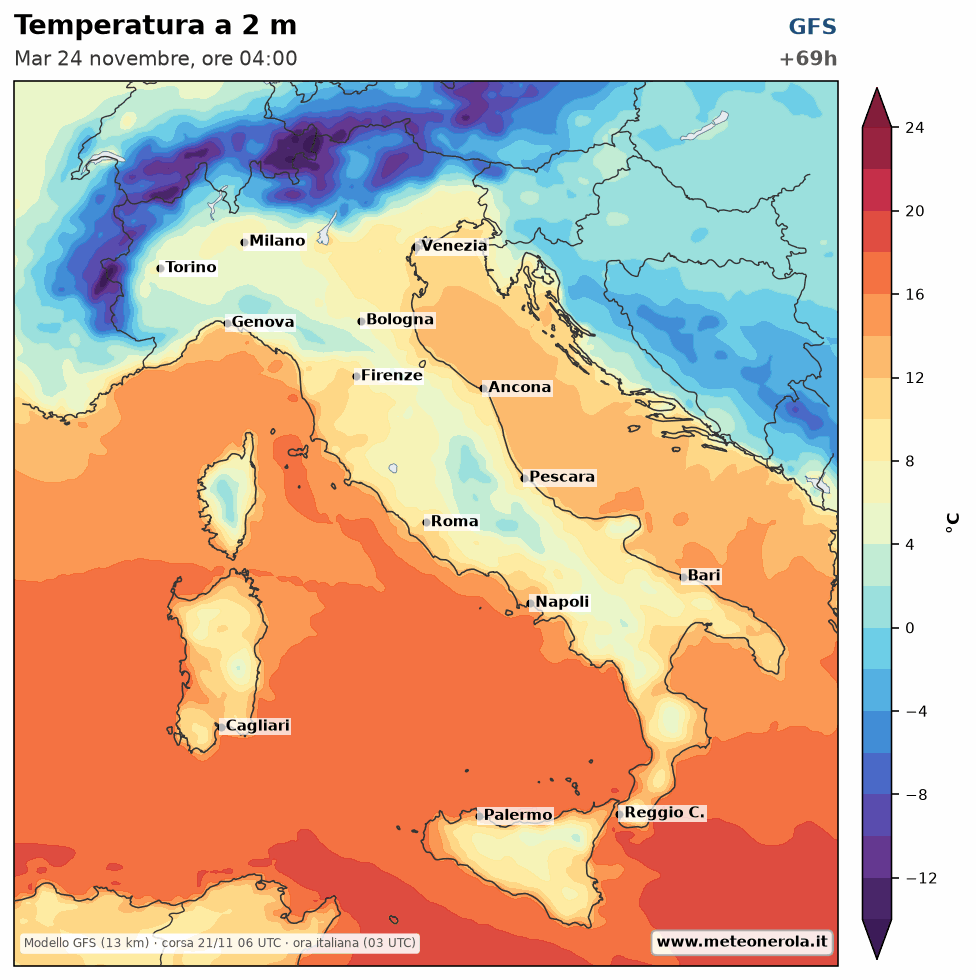 Temperatura a 2 m
GFS
Mar 24 novembre, ore 04:00
+69h
Milano
Venezia
Torino
Genova
Bologna
Firenze
Ancona
Pescara
Roma
Bari
Napoli
Cagliari
Palermo
Reggio C.
24
20
16
12
8
4
0
−4
−8
−12
°C
Modello GFS (13 km) · corsa 21/11 06 UTC · ora italiana (03 UTC)
www.meteonerola.it